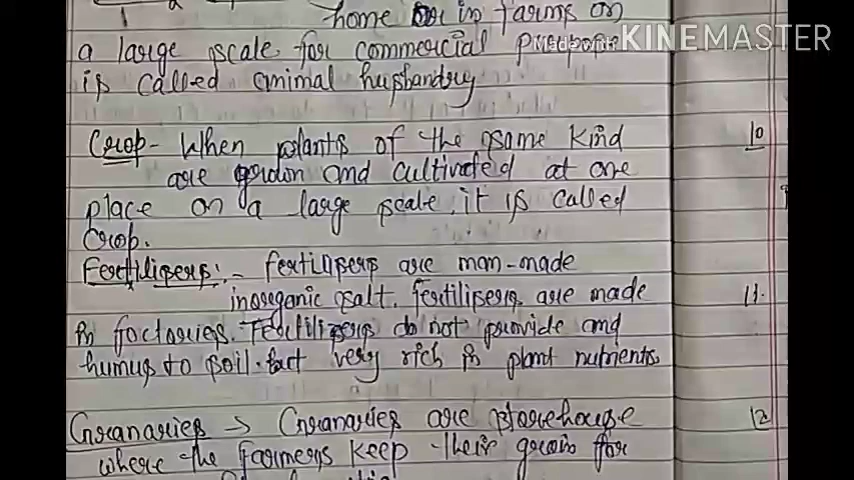 home or in farms on
a large scale for commercial purpose
is called animal husbandry
Made with KINEMASTER
Crop - When plants of the same kind
10
are grown and cultivated at one
place on a large scale, it is called
Crop.
Fertilisers:- fertilisers are man-made
inorganic salt. fertilisers are made
11.
in factories. Fertilisers do not provide and
humus to soil. but very rich in plant nutrients.
Granaries → Granaries are storehouse
12
where the farmers keep their grain for